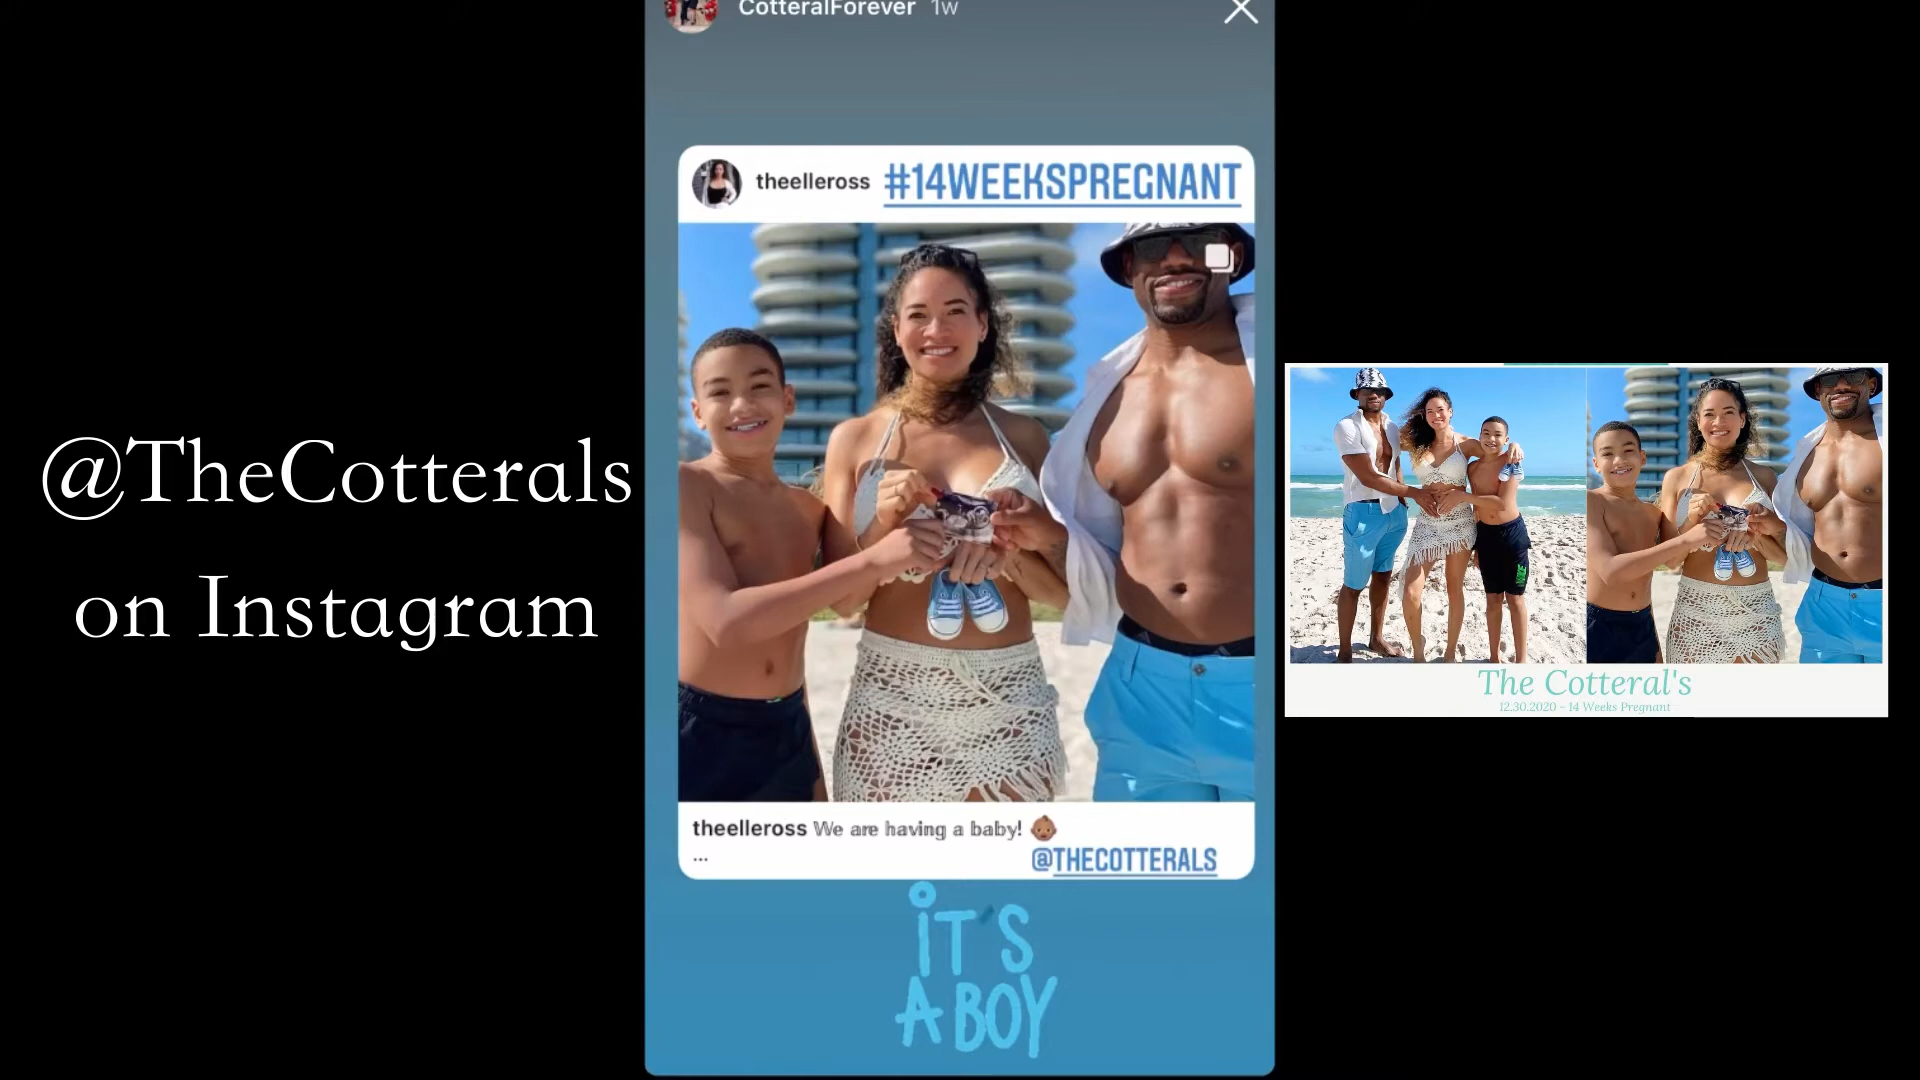 @TheCotterals
on Instagram
CotteralForever 1w
theelleross #14WEEKSPREGNANT
theelleross We are having a baby! 👶🏽
...
@THECOTTERALS
iT'S
A BOY
The Cotteral's
12.30.2020 - 14 Weeks Pregnant